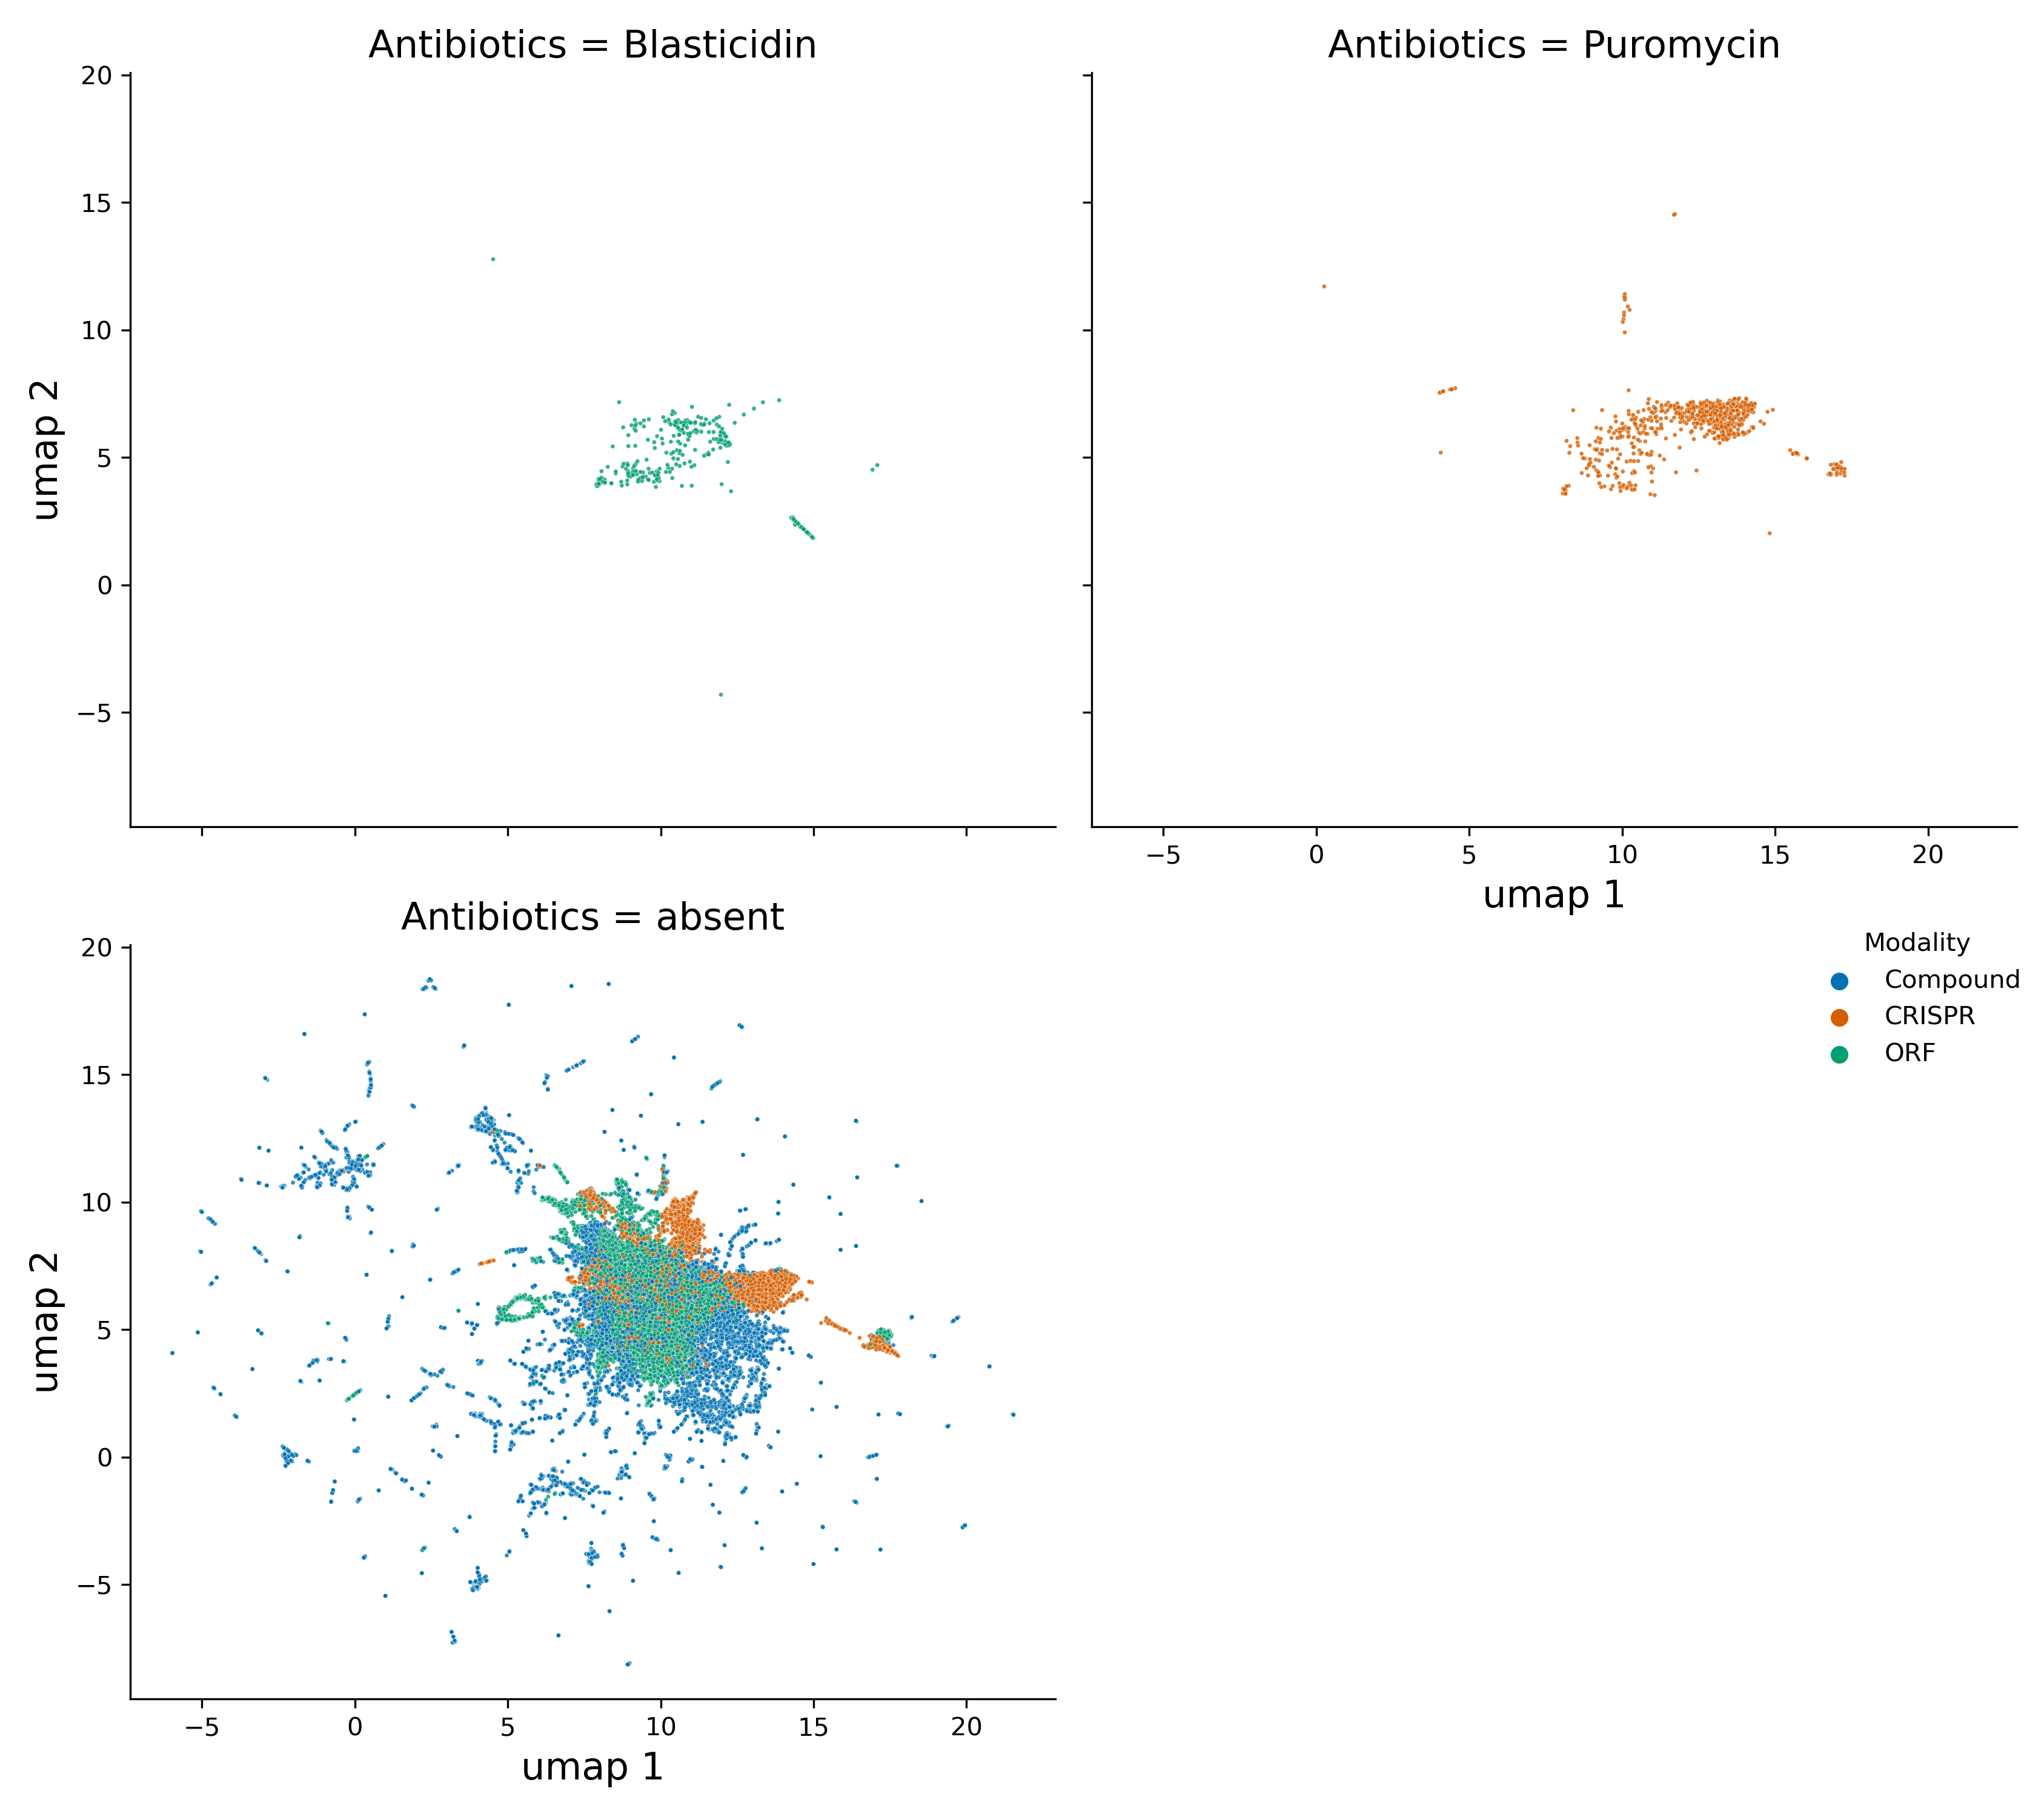 Antibiotics = Blasticidin
20
15
10
5
0
−5
umap 2
Antibiotics = Puromycin
−5 0 5 10 15 20
umap 1
Antibiotics = absent
20
15
10
5
0
−5
umap 2
−5 0 5 10 15 20
umap 1
Modality
Compound
CRISPR
ORF